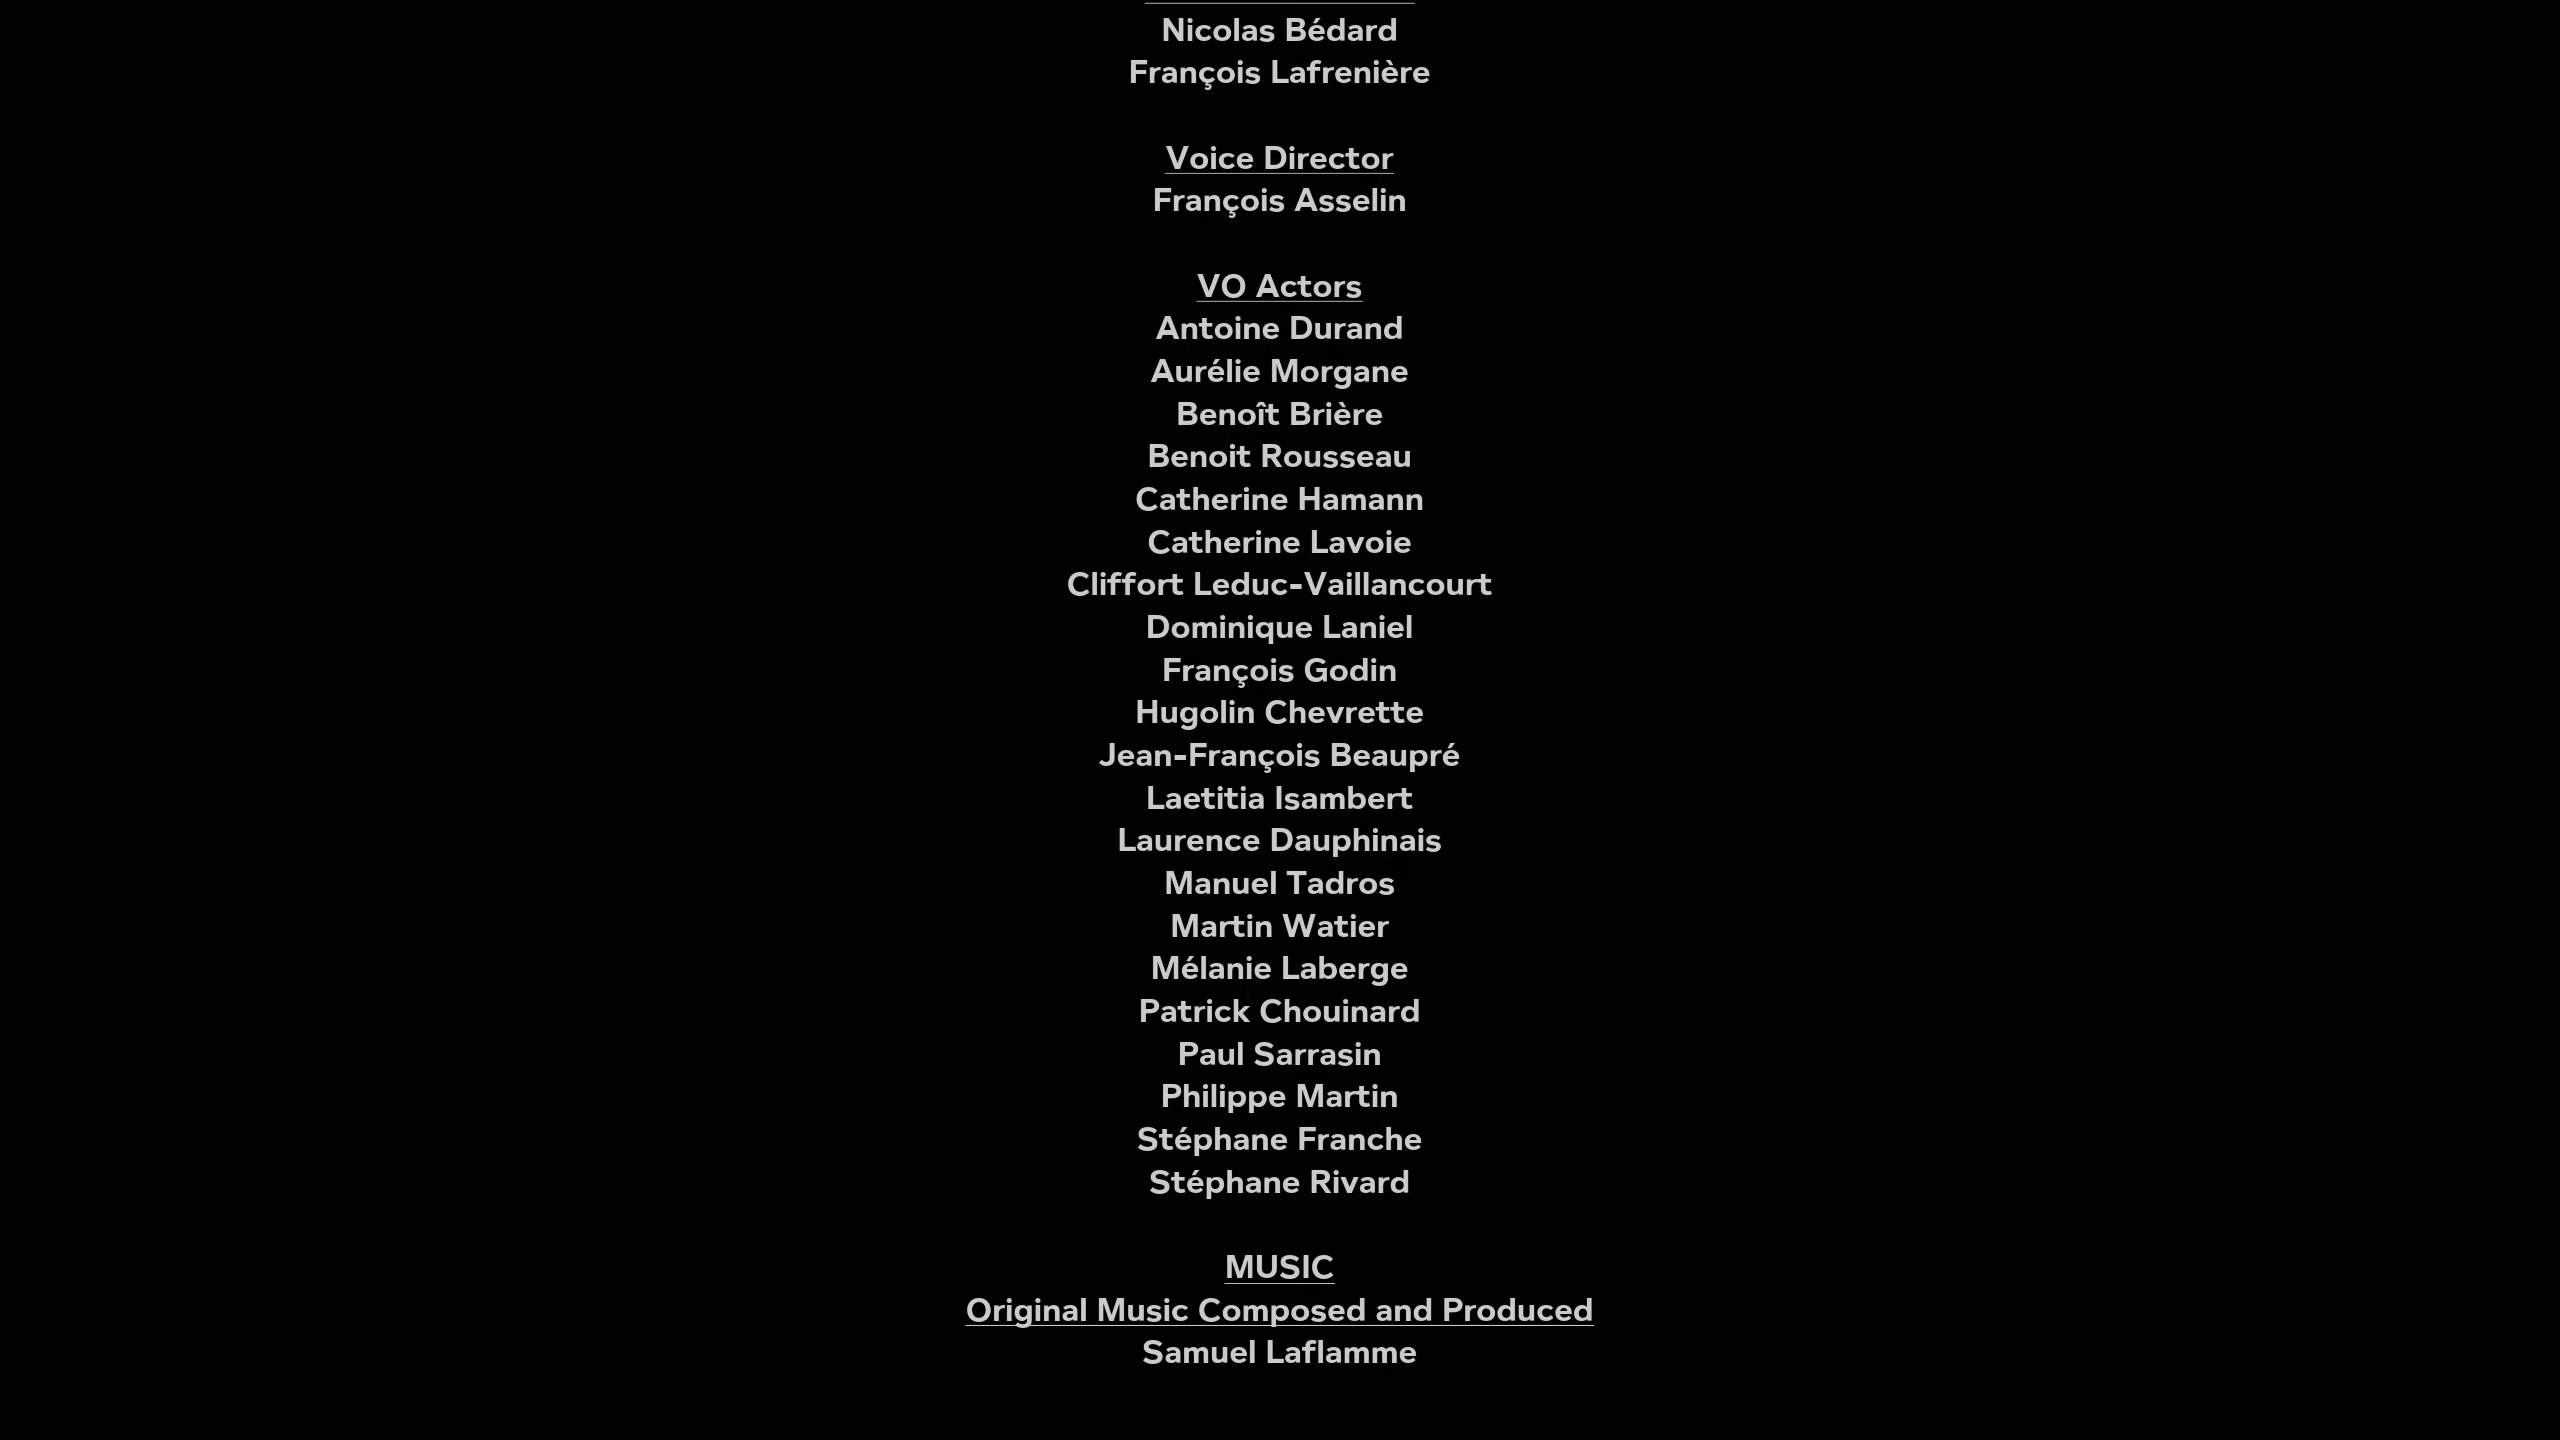 Nicolas Bédard
François Lafrenière
Voice Director
François Asselin
VO Actors
Antoine Durand
Aurélie Morgane
Benoît Brière
Benoit Rousseau
Catherine Hamann
Catherine Lavoie
Cliffort Leduc-Vaillancourt
Dominique Laniel
François Godin
Hugolin Chevrette
Jean-François Beaupré
Laetitia Isambert
Laurence Dauphinais
Manuel Tadros
Martin Watier
Mélanie Laberge
Patrick Chouinard
Paul Sarrasin
Philippe Martin
Stéphane Franche
Stéphane Rivard
MUSIC
Original Music Composed and Produced
Samuel Laflamme